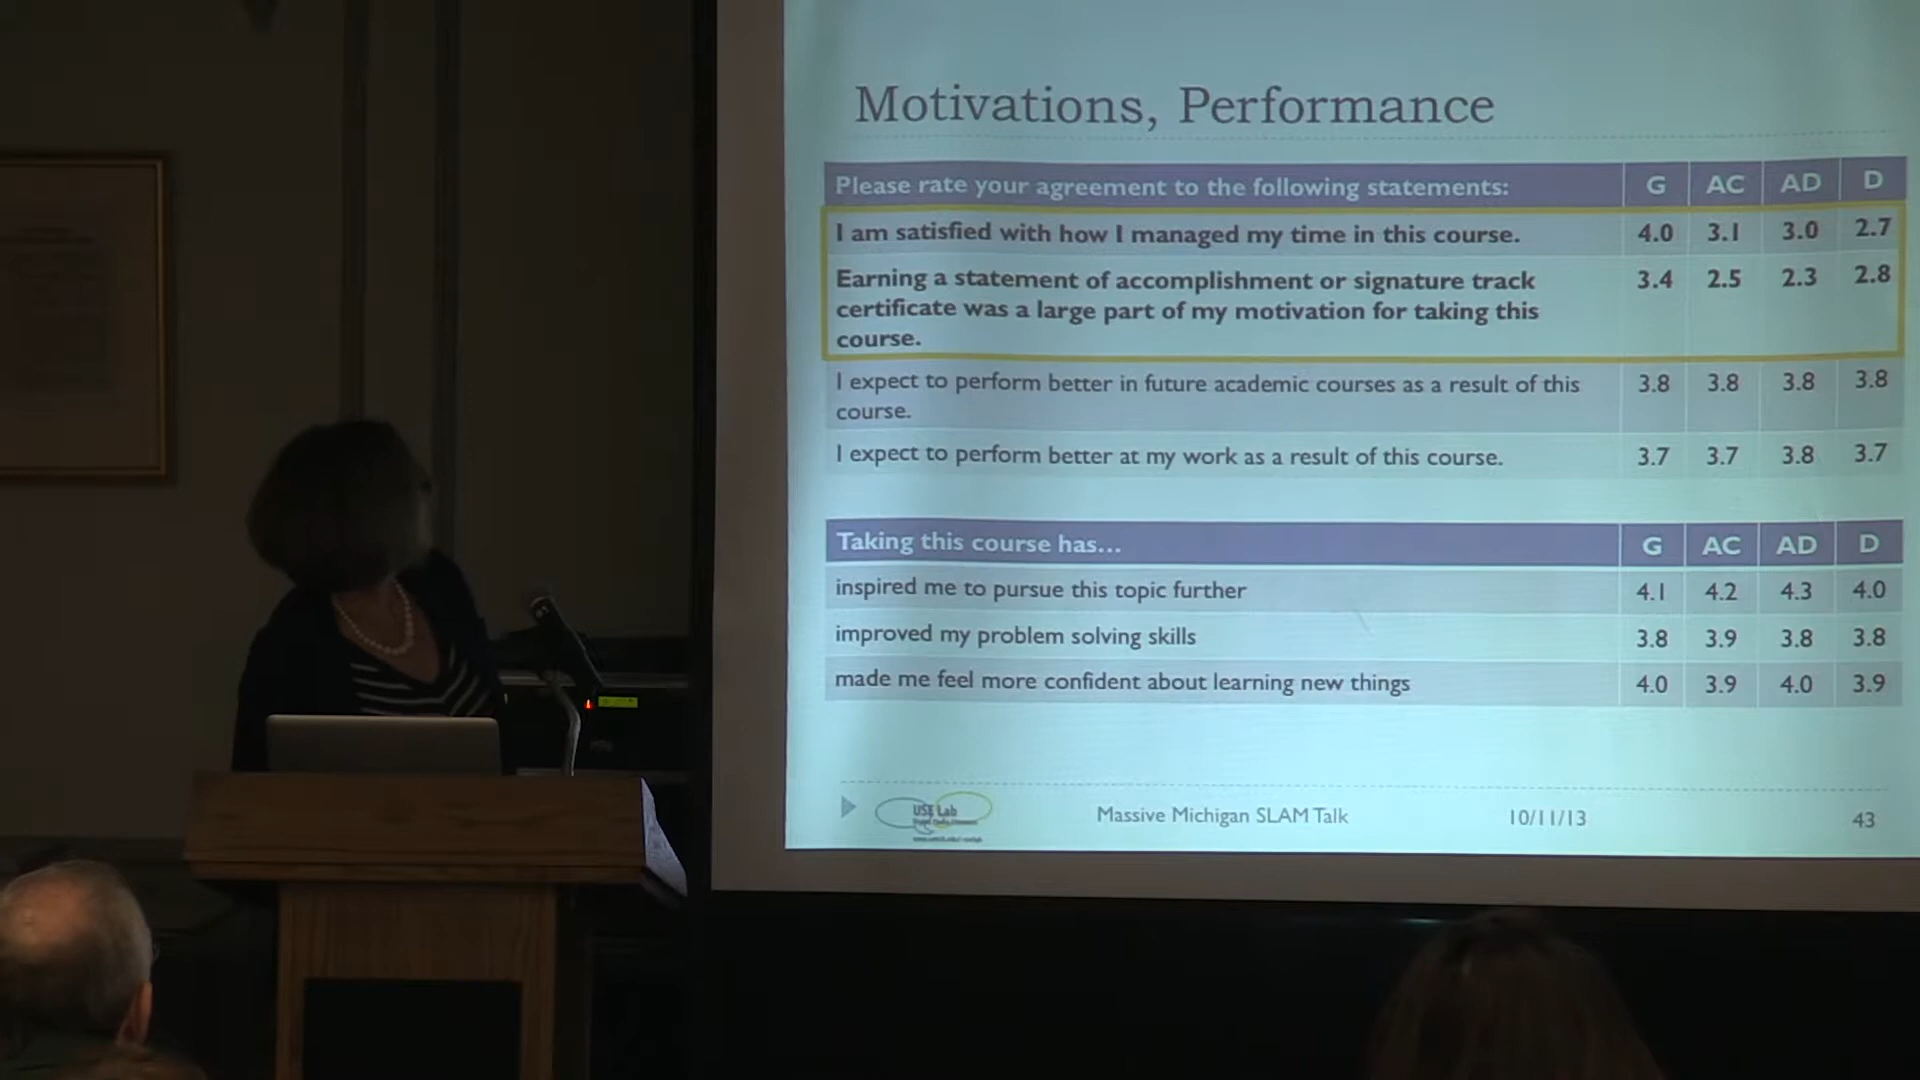 Motivations, Performance
Please rate your agreement to the following statements: G AC AD D
I am satisfied with how I managed my time in this course. 4.0 3.1 3.0 2.7
Earning a statement of accomplishment or signature track 3.4 2.5 2.3 2.8
certificate was a large part of my motivation for taking this
course.
I expect to perform better in future academic courses as a result of this 3.8 3.8 3.8 3.8
course.
I expect to perform better at my work as a result of this course. 3.7 3.7 3.8 3.7
Taking this course has... G AC AD D
inspired me to pursue this topic further 4.1 4.2 4.3 4.0
improved my problem solving skills 3.8 3.9 3.8 3.8
made me feel more confident about learning new things 4.0 3.9 4.0 3.9
USE Lab
Massive Michigan SLAM Talk 10/11/13 43